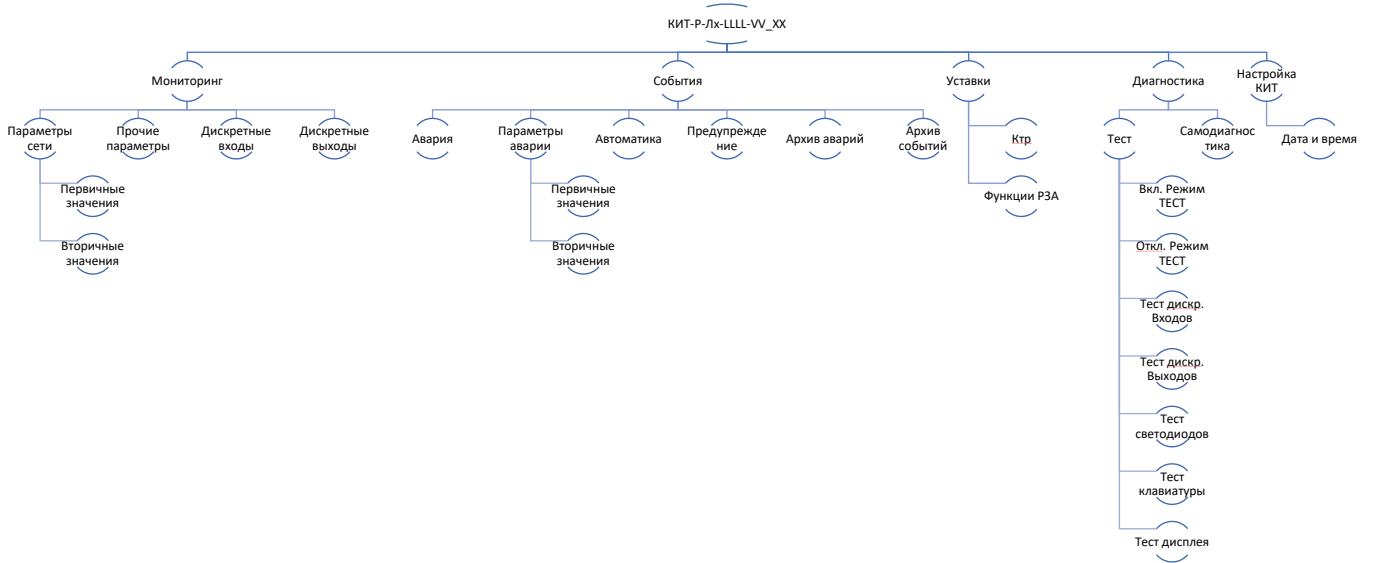 КИТ-Р-Лх-LLLL-VV_XX
Мониторинг
События
Уставки
Диагностика
Настройка
КИТ
Параметры
сети
Прочие
параметры
Дискретные
входы
Дискретные
выходы
Авария
Параметры
аварии
Автоматика
Предупрежде
ние
Архив аварий
Архив
событий
Ктр
Тест
Самодиагнос
тика
Дата и время
Первичные
значения
Первичные
значения
Функции РЗА
Вкл. Режим
ТЕСТ
Вторичные
значения
Вторичные
значения
Откл. Режим
ТЕСТ
Тест дискр.
Входов
Тест дискр.
Выходов
Тест
светодиодов
Тест
клавиатуры
Тест дисплея